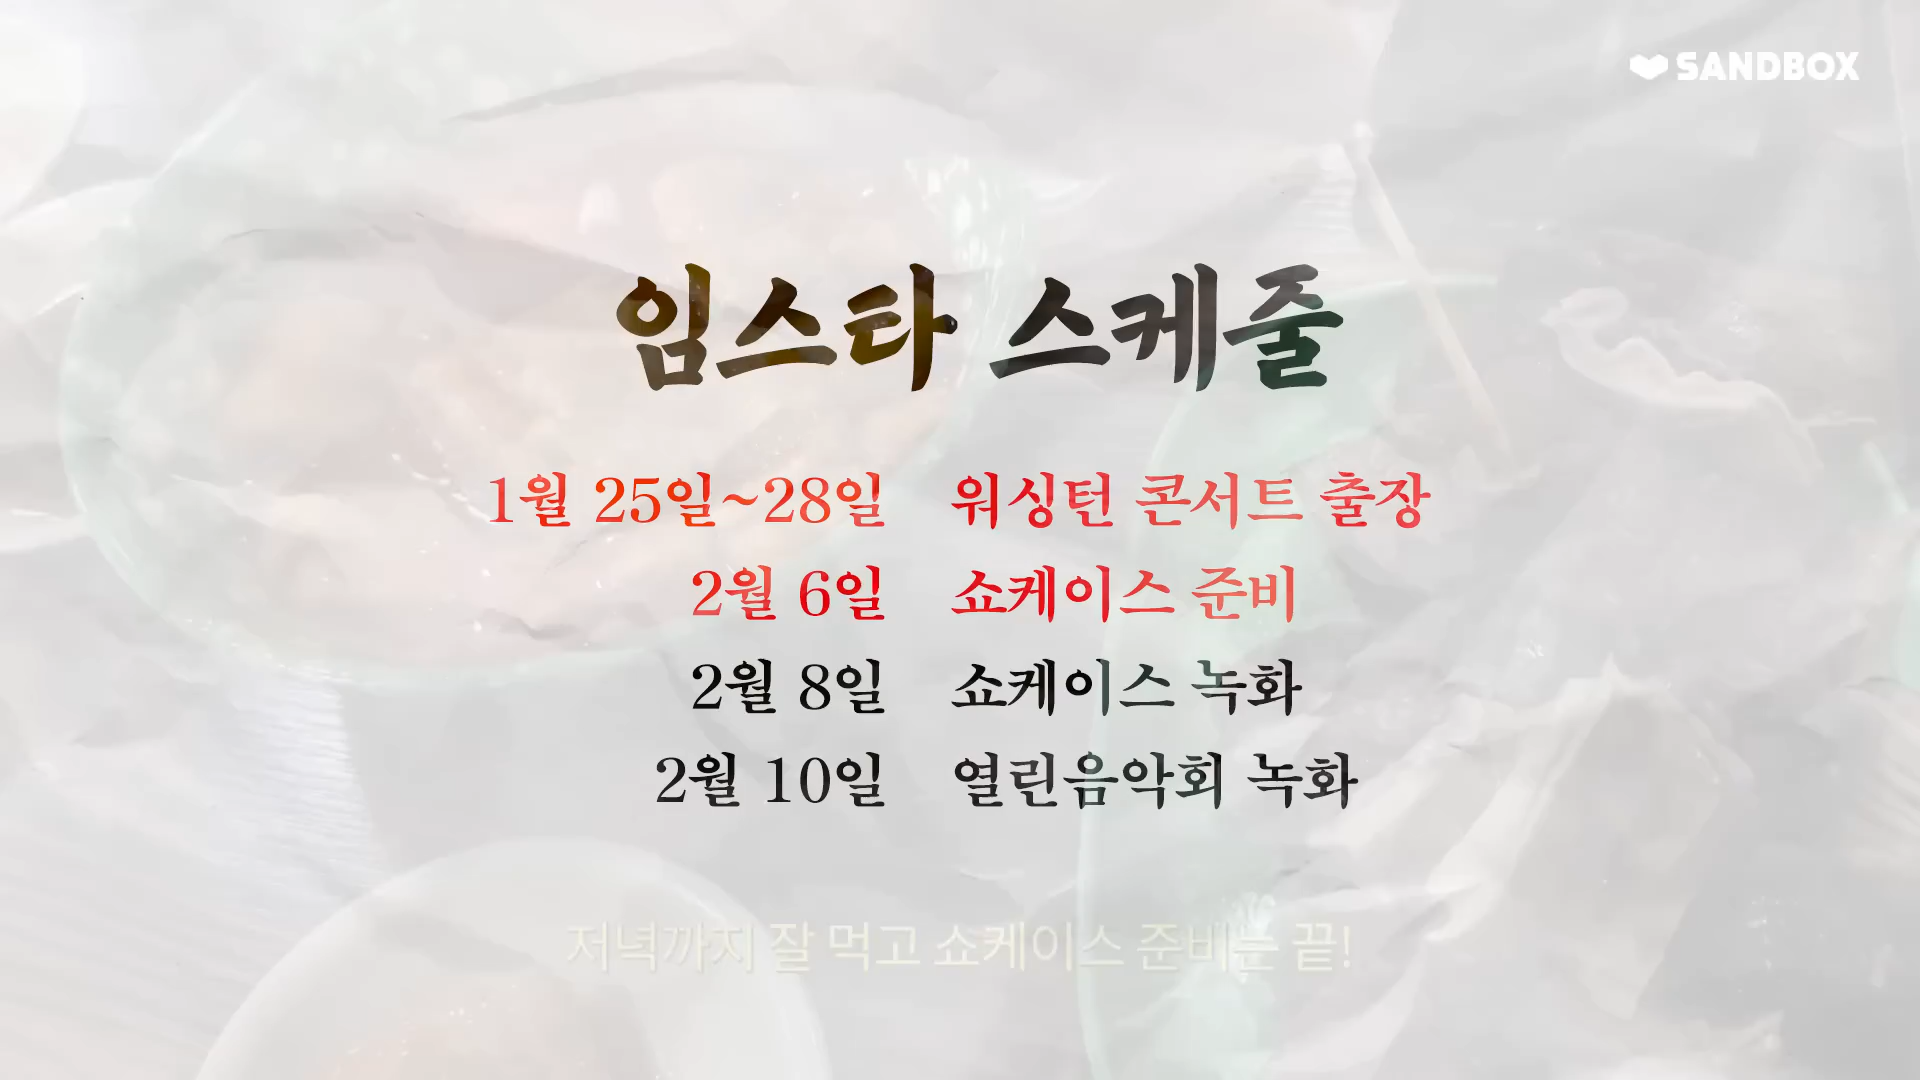 SANDBOX
임스타 스케줄
1월 25일~28일 워싱턴 콘서트 출장
2월 6일 쇼케이스 준비
2월 8일 쇼케이스 녹화
2월 10일 열린음악회 녹화
저녁까지 잘 먹고 쇼케이스 준비는 끝!